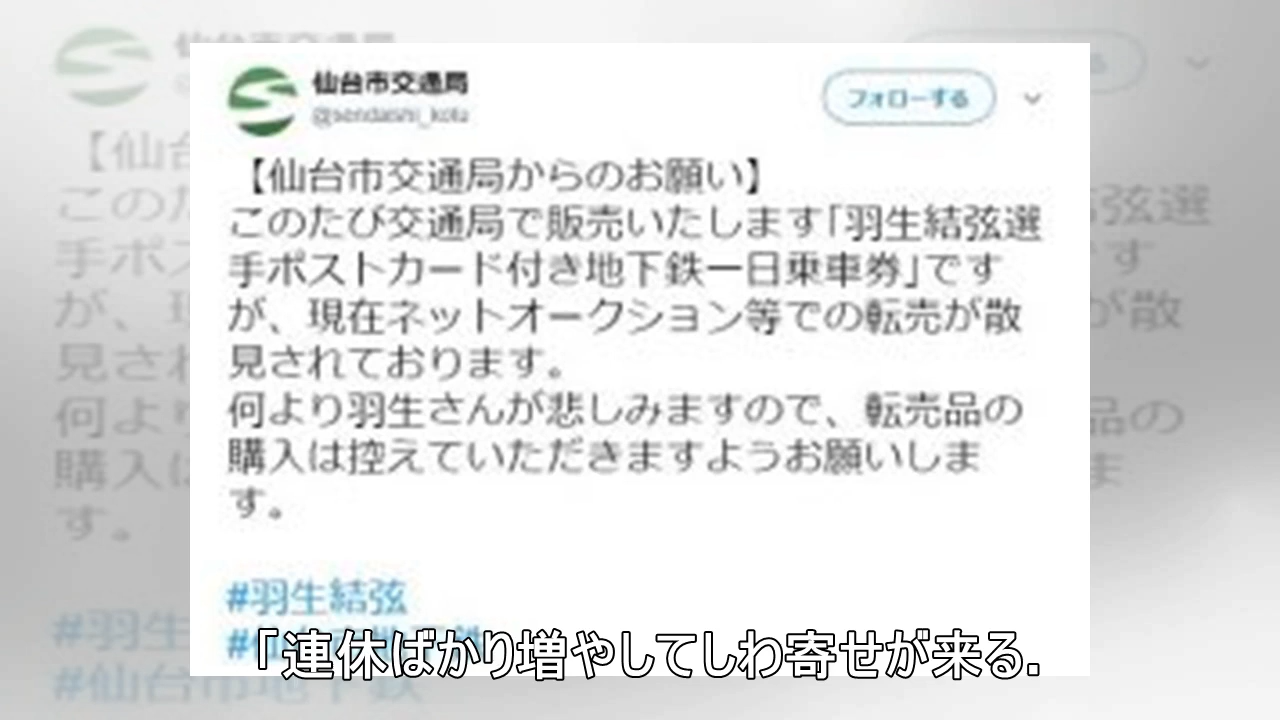 仙台市交通局
@sendaishi_kotu
フォローする
【仙台市交通局からのお願い】
このたび交通局で販売いたします「羽生結弦選
手ポストカード付き地下鉄一日乗車券」です
が、現在ネットオークション等での転売が散
見されております。
何より羽生さんが悲しみますので、転売品の
購入は控えていただきますようお願いしま
す。
#羽生結弦
#仙台市地下鉄
「連休ばかり増やしてしわ寄せが来る.